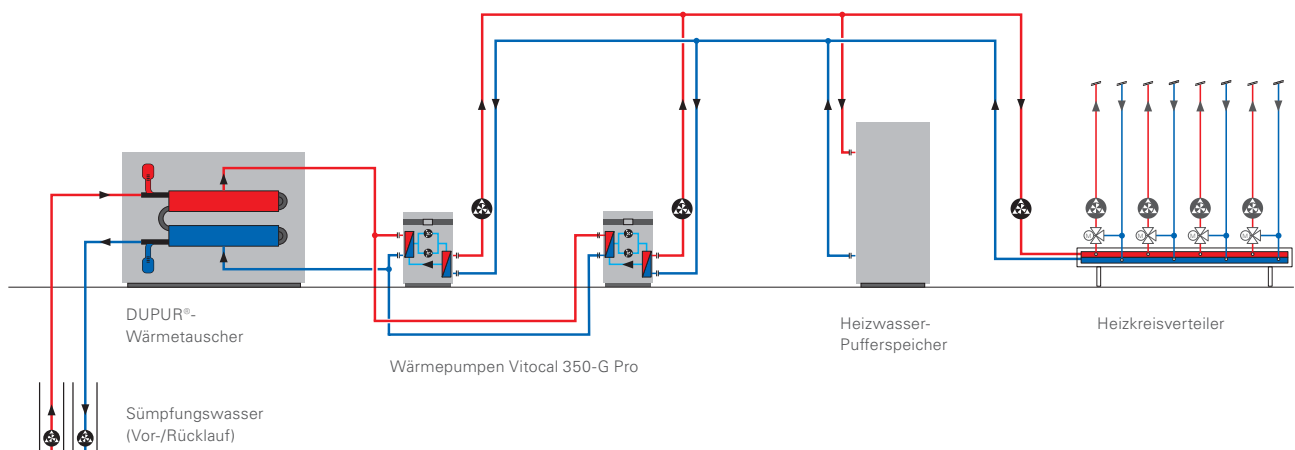 DUPUR®-
Wärmetauscher
Wärmepumpen Vitocal 350-G Pro
Heizwasser-
Pufferspeicher
Heizkreisverteiler
Sümpfungswasser
(Vor-/Rücklauf)
M
M
M
M